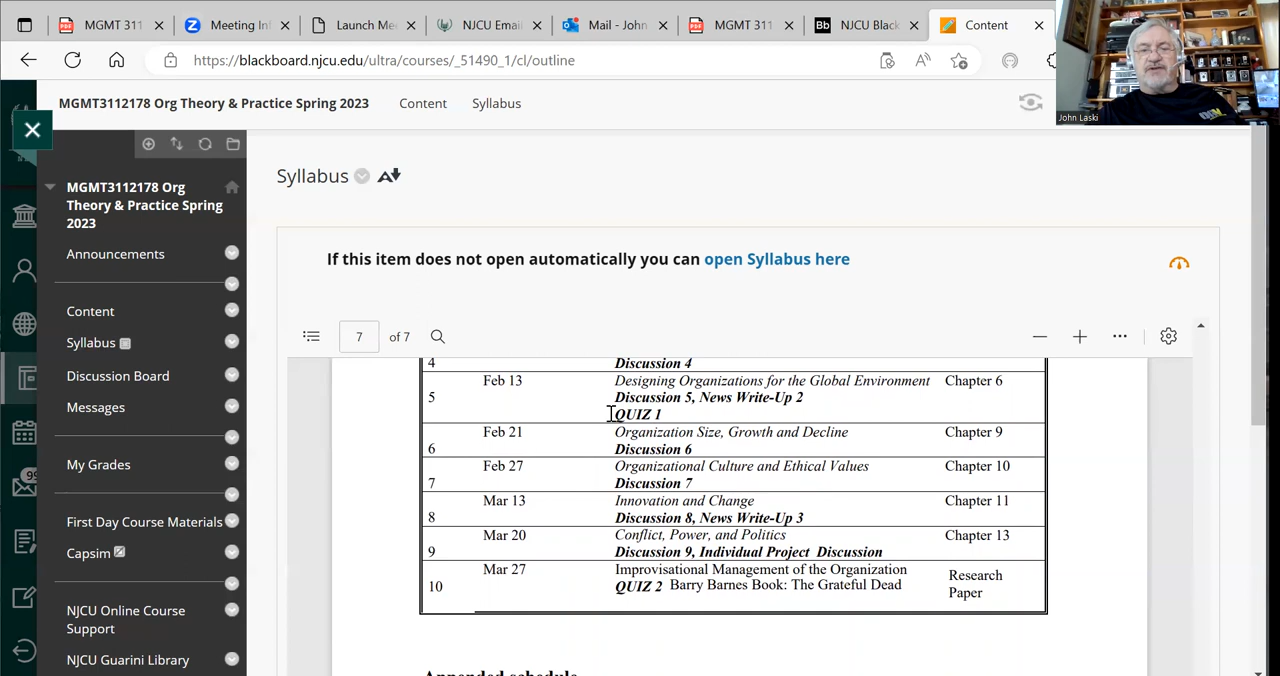 MGMT 311
Meeting In
Launch Me
NJCU Emai
Mail - John
MGMT 311
Bb NJCU Black
Content
https://blackboard.njcu.edu/ultra/courses/_51490_1/cl/outline
John Laski
MGMT3112178 Org Theory & Practice Spring 2023
Content
Syllabus
MGMT3112178 Org
Theory & Practice Spring
2023
Announcements
Content
Syllabus
Discussion Board
Messages
My Grades
First Day Course Materials
Capsim
NJCU Online Course
Support
NJCU Guarini Library
99
Syllabus
If this item does not open automatically you can open Syllabus here
7 of 7
4 Discussion 4
Feb 13 Designing Organizations for the Global Environment Chapter 6
5 Discussion 5, News Write-Up 2
QUIZ 1
Feb 21 Organization Size, Growth and Decline Chapter 9
6 Discussion 6
Feb 27 Organizational Culture and Ethical Values Chapter 10
7 Discussion 7
Mar 13 Innovation and Change Chapter 11
8 Discussion 8, News Write-Up 3
Mar 20 Conflict, Power, and Politics Chapter 13
9 Discussion 9, Individual Project Discussion
Mar 27 Improvisational Management of the Organization Research
10 QUIZ 2 Barry Barnes Book: The Grateful Dead Paper
Appended schedule